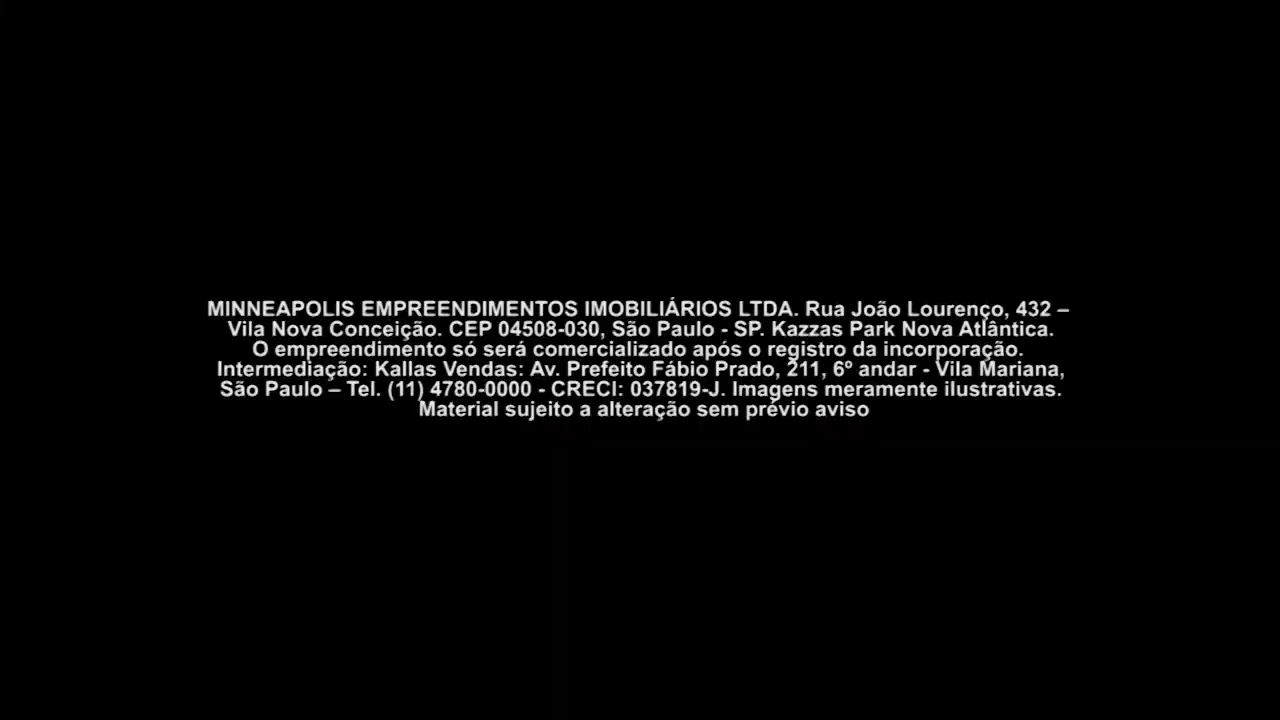 MINNEAPOLIS EMPREENDIMENTOS IMOBILIÁRIOS LTDA. Rua João Lourenço, 432 –
Vila Nova Conceição. CEP 04508-030, São Paulo - SP. Kazzas Park Nova Atlântica.
O empreendimento só será comercializado após o registro da incorporação.
Intermediação: Kallas Vendas: Av. Prefeito Fábio Prado, 211, 6º andar - Vila Mariana,
São Paulo – Tel. (11) 4780-0000 - CRECI: 037819-J. Imagens meramente ilustrativas.
Material sujeito a alteração sem prévio aviso